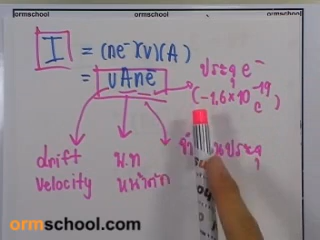 ormschool ormschool ormschool
I = (ne⁻)(v)(A)
= vAne
ประจุ e⁻
(-1.6×10⁻¹⁹ c)
drift
velocity
พ.ท
หน้าตัด
ประจุ
ormschool.com